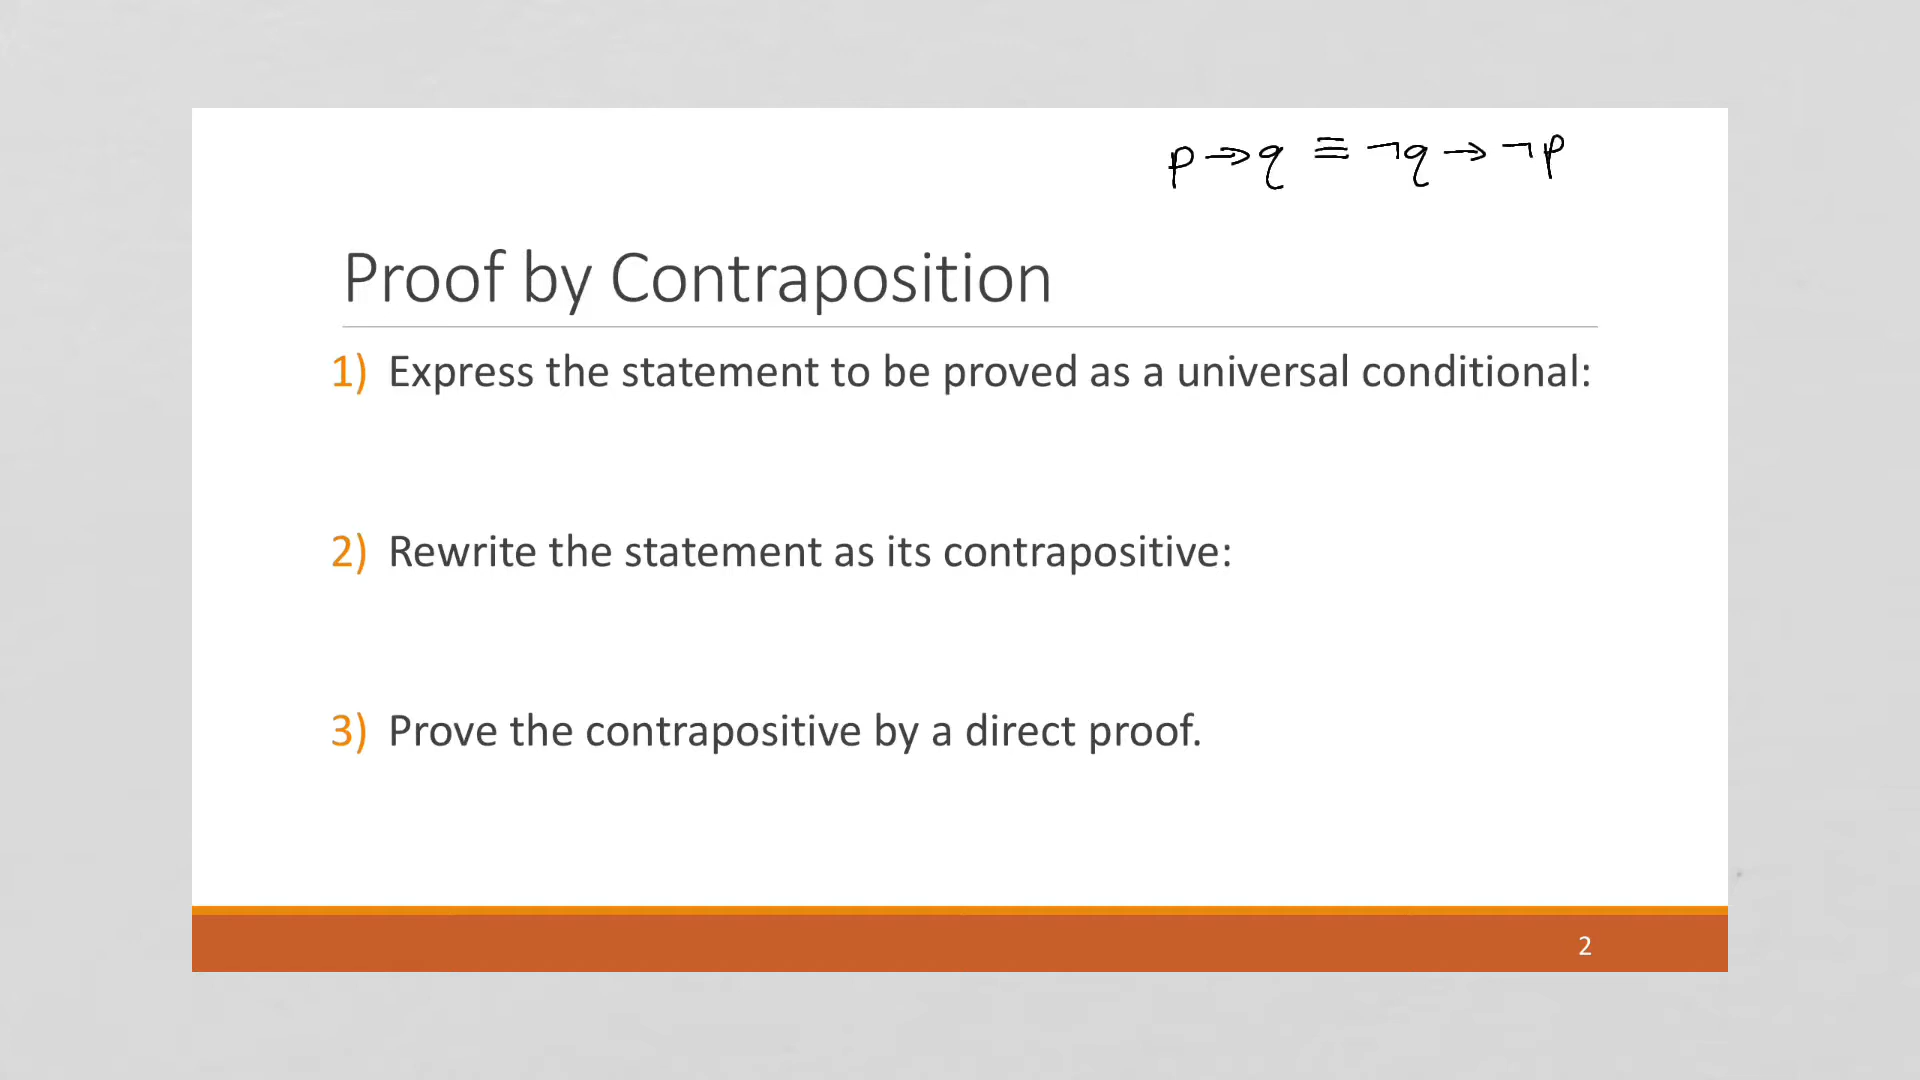 p → q ≡ ¬q → ¬p
Proof by Contraposition
1) Express the statement to be proved as a universal conditional:
2) Rewrite the statement as its contrapositive:
3) Prove the contrapositive by a direct proof.
2